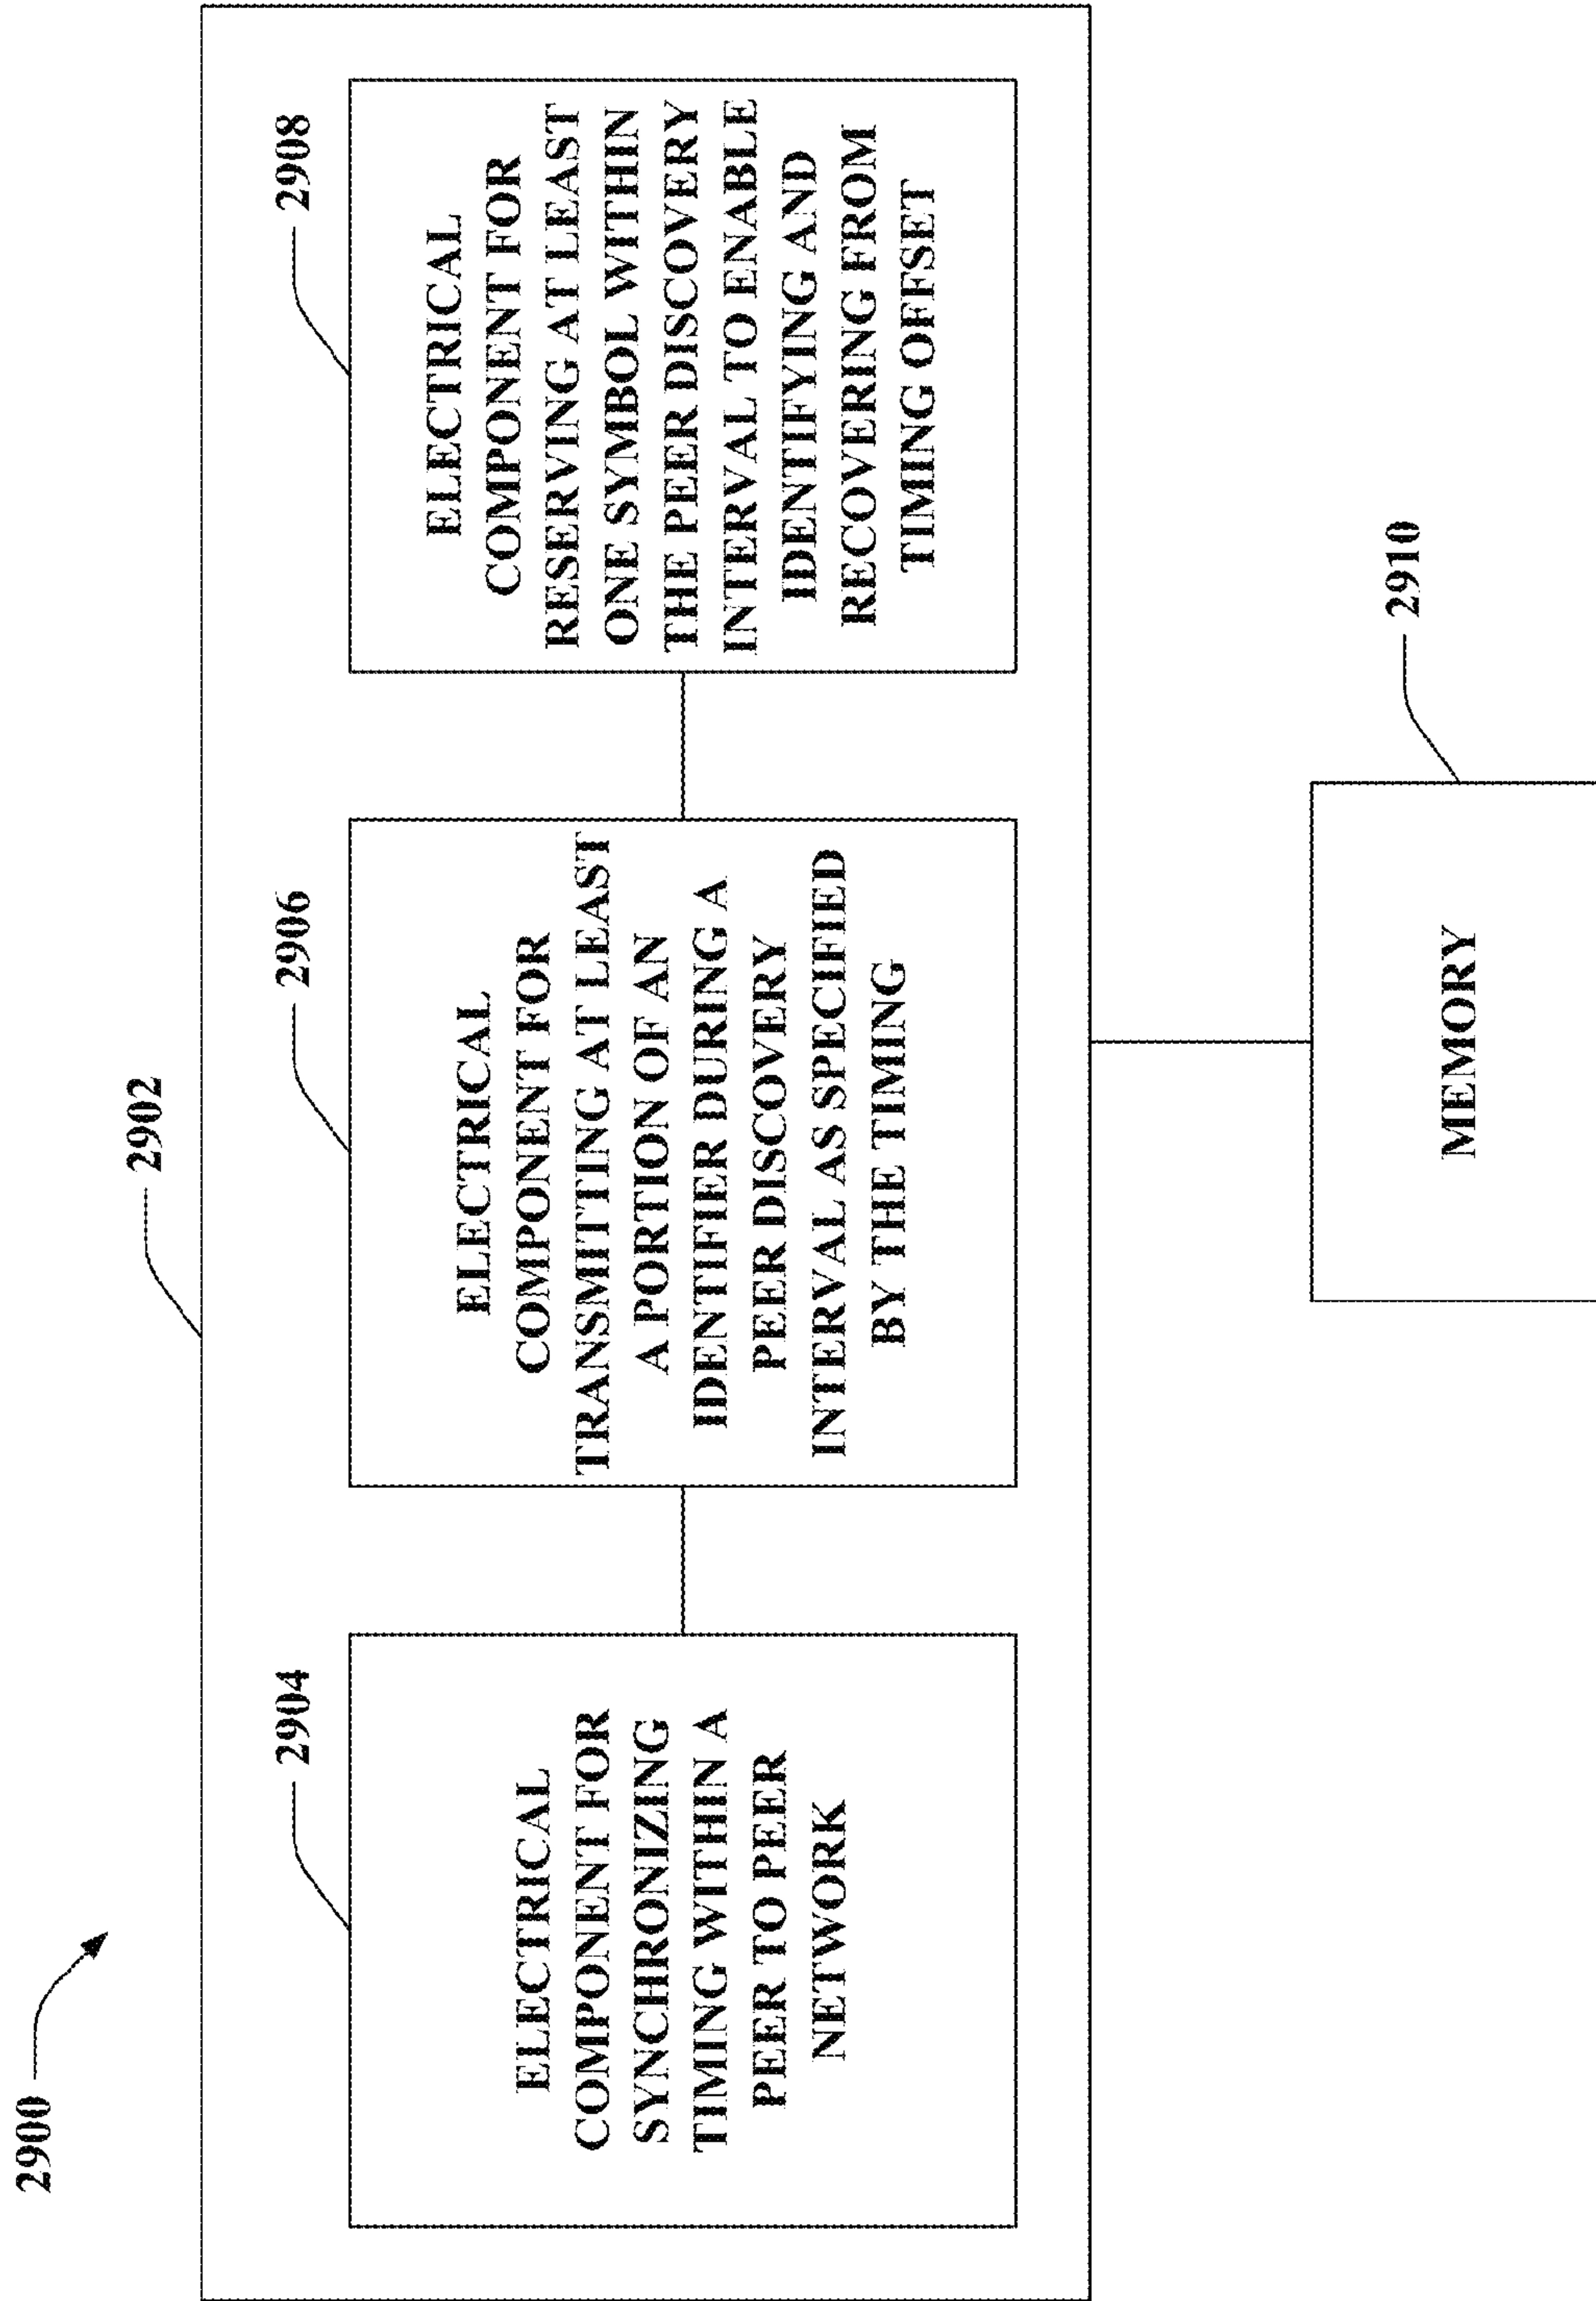 2900
2902
2904
ELECTRICAL
COMPONENT FOR
SYNCHRONIZING
TIMING WITHIN A
PEER TO PEER
NETWORK
2906
ELECTRICAL
COMPONENT FOR
TRANSMITTING AT LEAST
A PORTION OF AN
IDENTIFIER DURING A
PEER DISCOVERY
INTERVAL AS SPECIFIED
BY THE TIMING
2908
ELECTRICAL
COMPONENT FOR
RESERVING AT LEAST
ONE SYMBOL WITHIN
THE PEER DISCOVERY
INTERVAL TO ENABLE
IDENTIFYING AND
RECOVERING FROM
TIMING OFFSET
2910
MEMORY